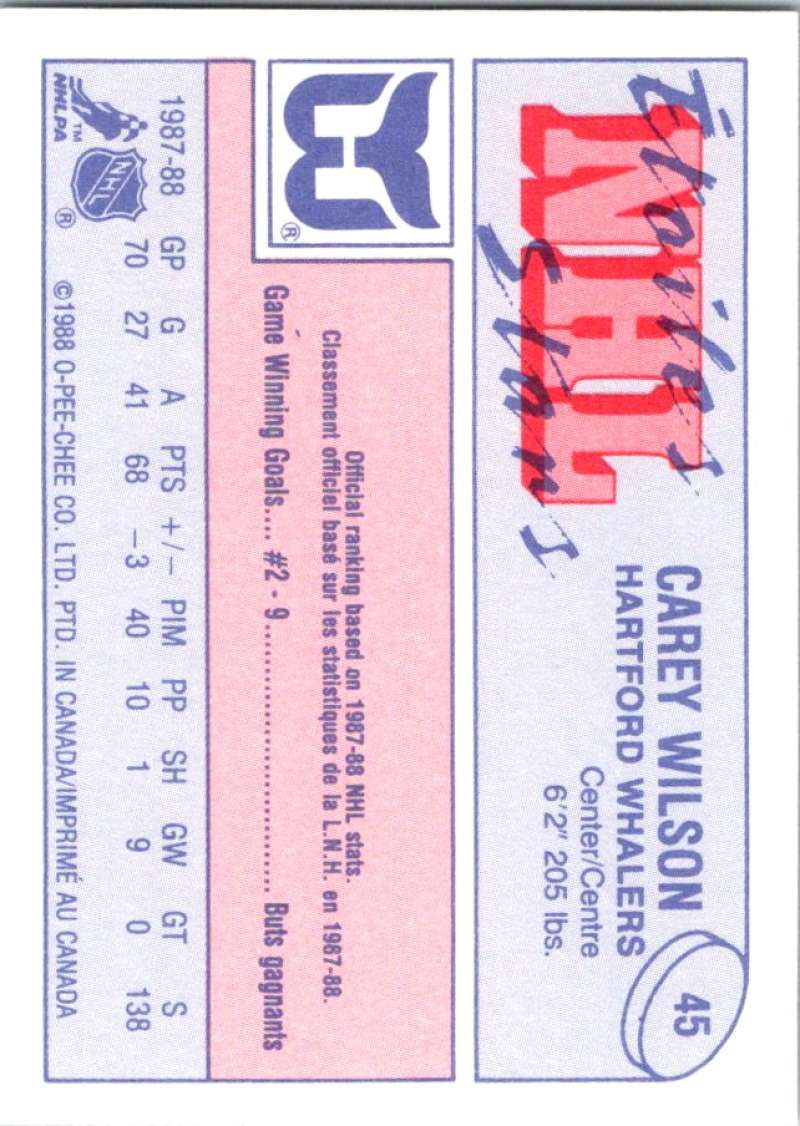 Étoiles
NHL
Stars
CAREY WILSON
HARTFORD WHALERS
Center/Centre
6'2" 205 lbs.
45
®
Official ranking based on 1987-88 NHL stats.
Classement officiel basé sur les statistiques de la L.N.H. en 1987-88.
Game Winning Goals.... #2 - 9........................... Buts gagnants
1987-88 GP G A PTS +/– PIM PP SH GW GT S
70 27 41 68 –3 40 10 1 9 0 138
NHLPA TM
NHL ®
©1988 O-PEE-CHEE CO. LTD. PTD. IN CANADA/IMPRIMÉ AU CANADA